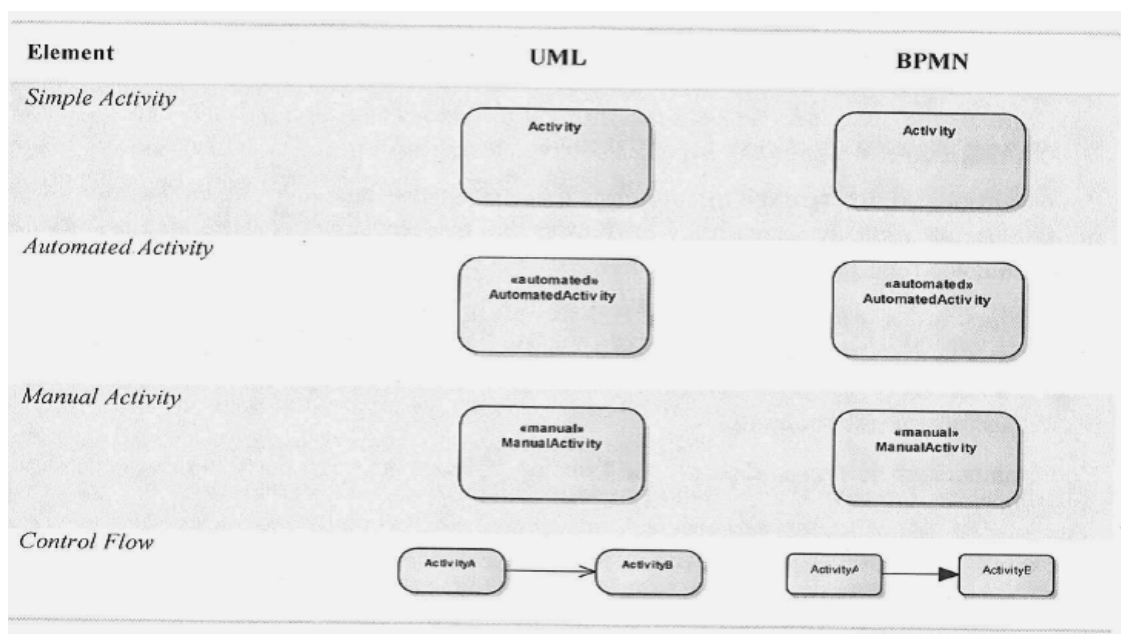 Element UML BPMN
Simple Activity
Activity Activity
Automated Activity
«automated» «automated»
AutomatedActivity AutomatedActivity
Manual Activity
«manual» «manual»
ManualActivity ManualActivity
Control Flow
ActivityA ActivityB ActivityA ActivityB